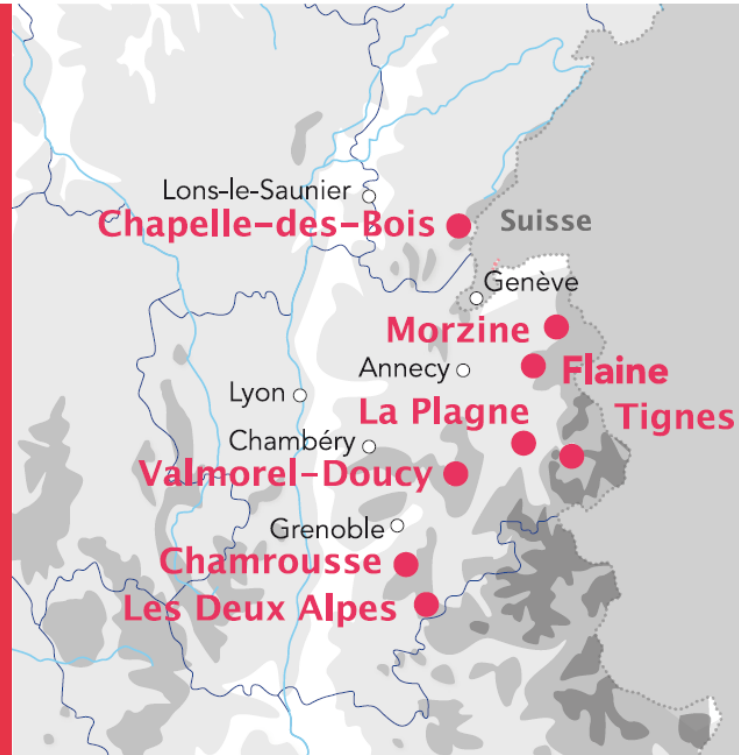 Lons-le-Saunier
Chapelle-des-Bois
Suisse
Genève
Morzine
Annecy
Flaine
Lyon
La Plagne
Tignes
Chambéry
Valmorel-Doucy
Grenoble
Chamrousse
Les Deux Alpes